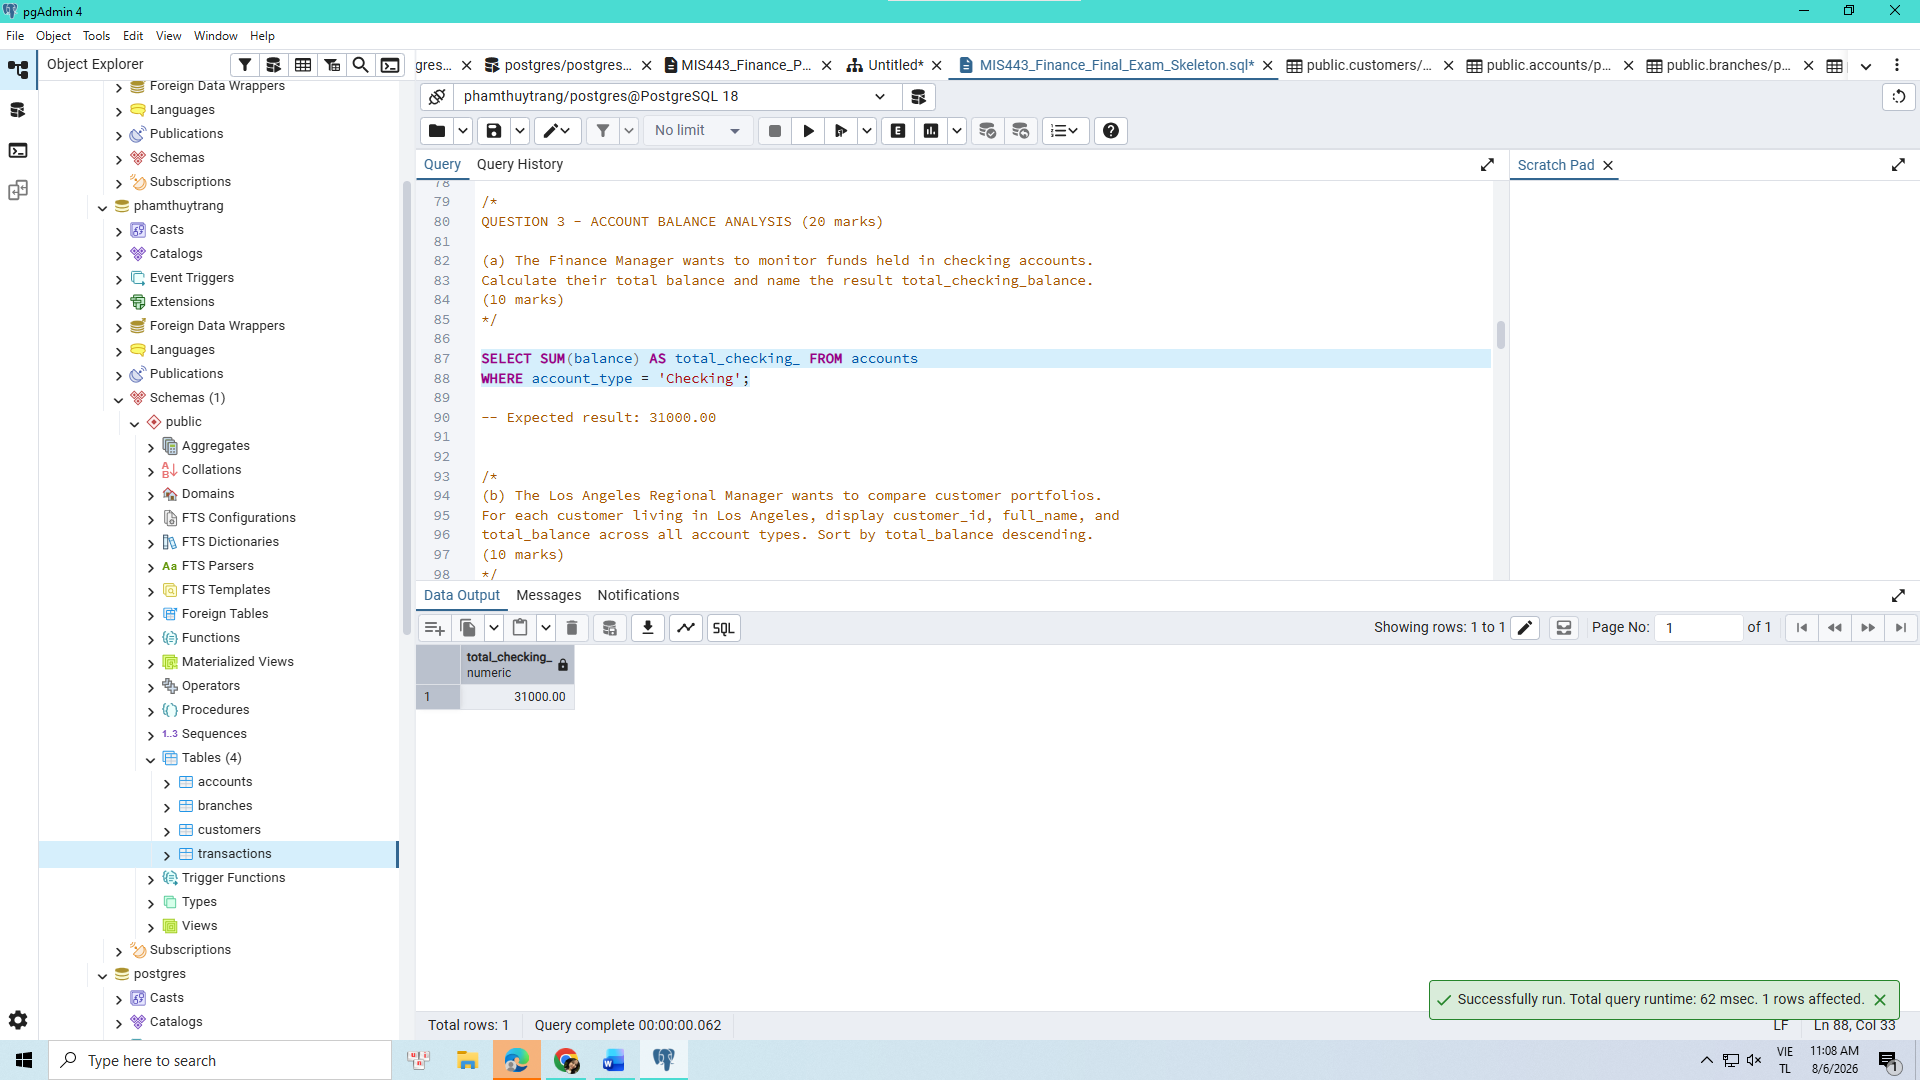 pgAdmin 4
File Object Tools Edit View Window Help
Object Explorer
gres...
postgres/postgres...
MIS443_Finance_P...
Untitled*
MIS443_Finance_Final_Exam_Skeleton.sql*
public.customers/...
public.accounts/p...
public.branches/p...
phamthuytrang/postgres@PostgreSQL 18
No limit
Query
Query History
Scratch Pad
Foreign Data Wrappers
Languages
Publications
Schemas
Subscriptions
phamthuytrang
Casts
Catalogs
Event Triggers
Extensions
Foreign Data Wrappers
Languages
Publications
Schemas (1)
public
Aggregates
Collations
Domains
FTS Configurations
FTS Dictionaries
Aa FTS Parsers
FTS Templates
Foreign Tables
Functions
Materialized Views
Operators
Procedures
1..3 Sequences
Tables (4)
accounts
branches
customers
transactions
Trigger Functions
Types
Views
Subscriptions
postgres
Casts
Catalogs
78
79 /*
80 QUESTION 3 - ACCOUNT BALANCE ANALYSIS (20 marks)
81
82 (a) The Finance Manager wants to monitor funds held in checking accounts.
83 Calculate their total balance and name the result total_checking_balance.
84 (10 marks)
85 */
86
87 SELECT SUM(balance) AS total_checking_ FROM accounts
88 WHERE account_type = 'Checking';
89
90 -- Expected result: 31000.00
91
92
93 /*
94 (b) The Los Angeles Regional Manager wants to compare customer portfolios.
95 For each customer living in Los Angeles, display customer_id, full_name, and
96 total_balance across all account types. Sort by total_balance descending.
97 (10 marks)
98 */
Data Output Messages Notifications
SQL
Showing rows: 1 to 1
Page No: 1 of 1
total_checking_
numeric
1 31000.00
Successfully run. Total query runtime: 62 msec. 1 rows affected.
Total rows: 1
Query complete 00:00:00.062
LF
Ln 88, Col 33
Type here to search
VIE
TL
11:08 AM
8/6/2026
1